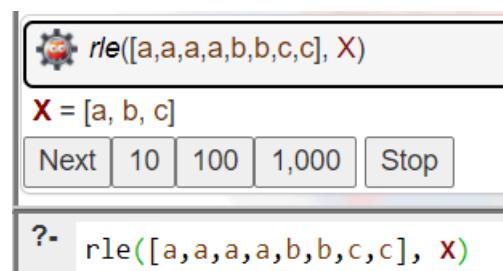 rle([a,a,a,a,b,b,c,c], X)
X = [a, b, c]
Next 10 100 1,000 Stop
?- rle([a,a,a,a,b,b,c,c], X)